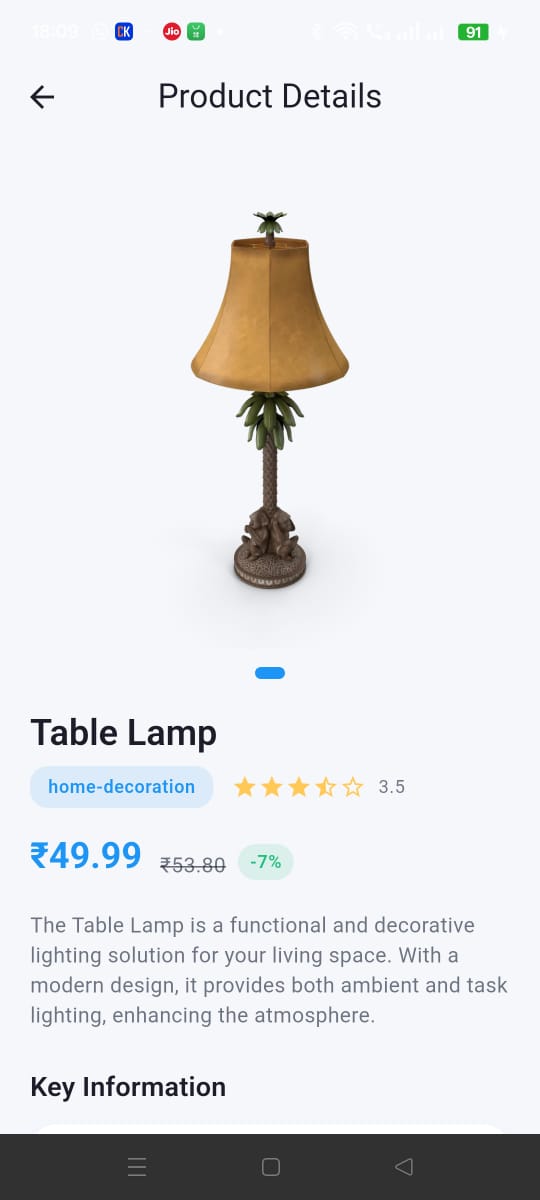 18:09
CK
Jio
91
Product Details
Table Lamp
home-decoration
3.5
₹49.99
₹53.80
-7%
The Table Lamp is a functional and decorative
lighting solution for your living space. With a
modern design, it provides both ambient and task
lighting, enhancing the atmosphere.
Key Information